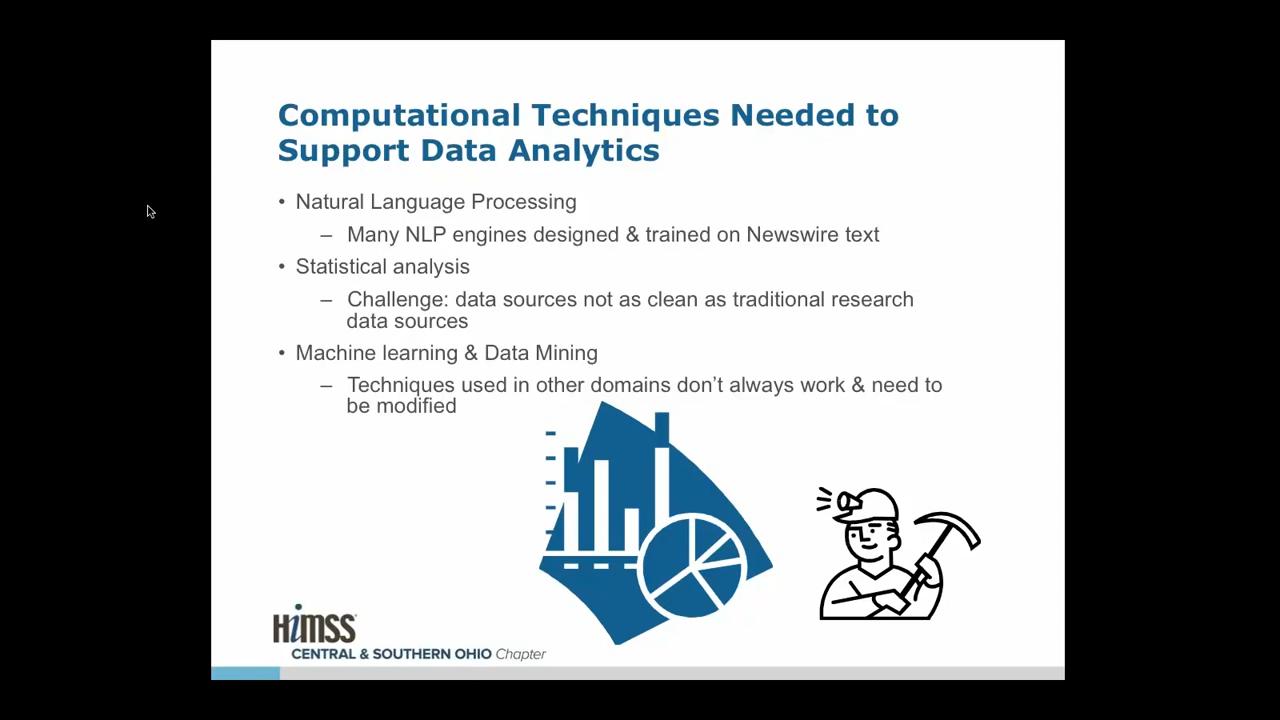 Computational Techniques Needed to
Support Data Analytics
• Natural Language Processing
– Many NLP engines designed & trained on Newswire text
• Statistical analysis
– Challenge: data sources not as clean as traditional research
data sources
• Machine learning & Data Mining
– Techniques used in other domains don’t always work & need to
be modified
HiMSS
CENTRAL & SOUTHERN OHIO Chapter